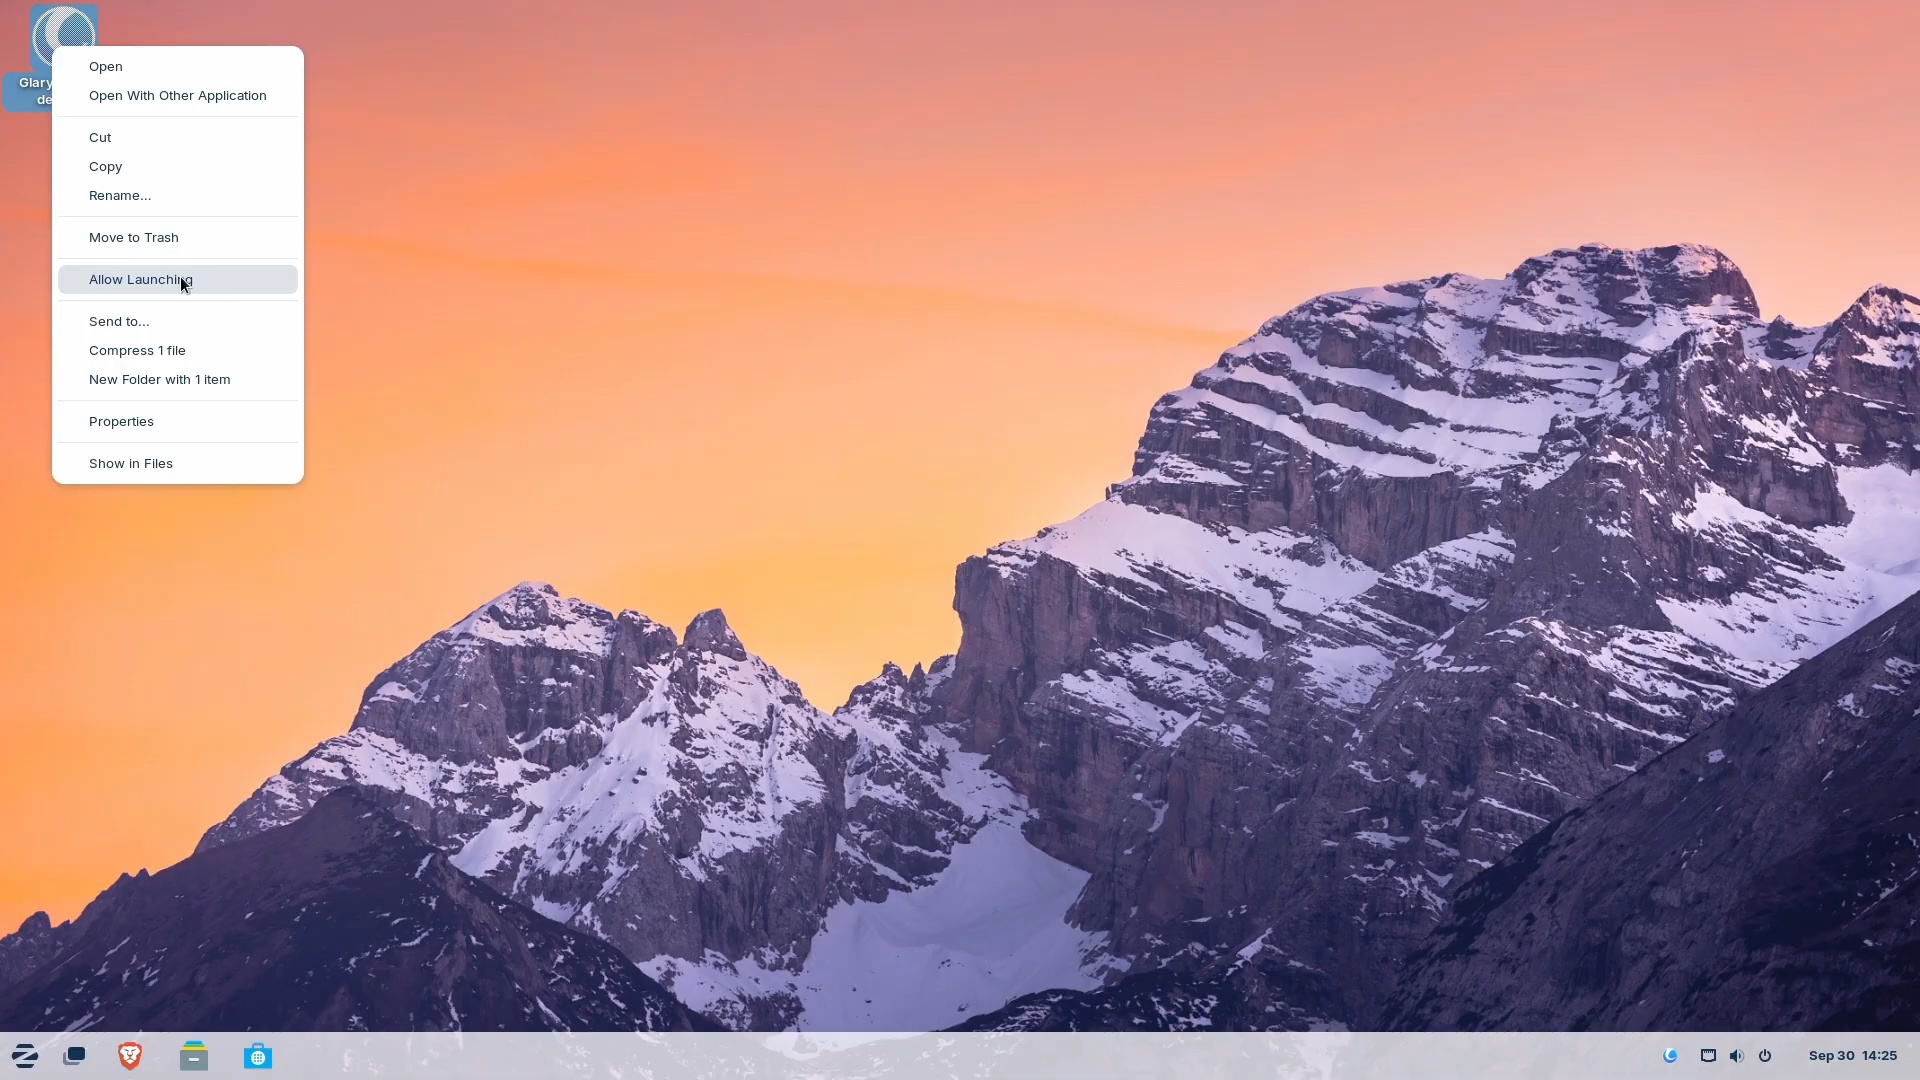 Glary
de
Open
Open With Other Application
Cut
Copy
Rename...
Move to Trash
Allow Launching
Send to...
Compress 1 file
New Folder with 1 item
Properties
Show in Files
Sep 30 14:25